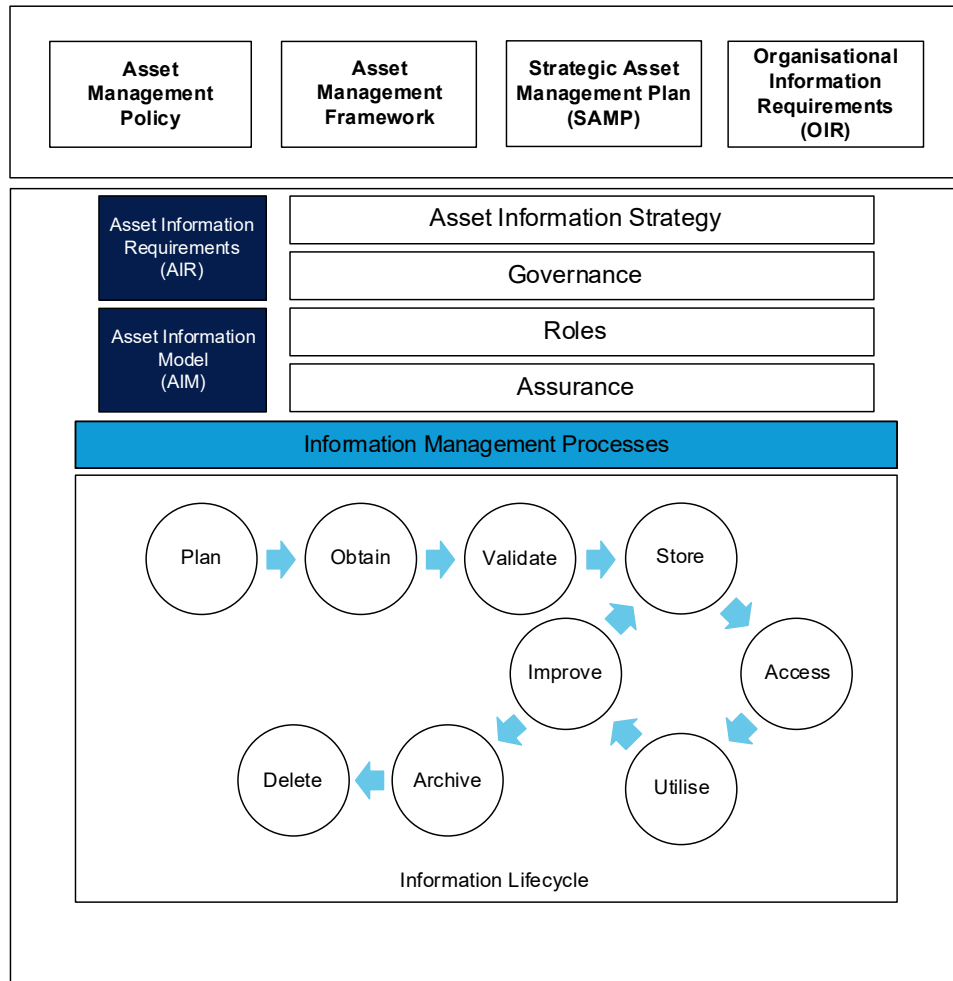 Asset
Management
Policy
Asset
Management
Framework
Strategic Asset
Management Plan
(SAMP)
Organisational
Information
Requirements
(OIR)
Asset Information
Requirements
(AIR)
Asset Information Strategy
Governance
Asset Information
Model
(AIM)
Roles
Assurance
Information Management Processes
Plan
Obtain
Validate
Store
Improve
Access
Delete
Archive
Utilise
Information Lifecycle